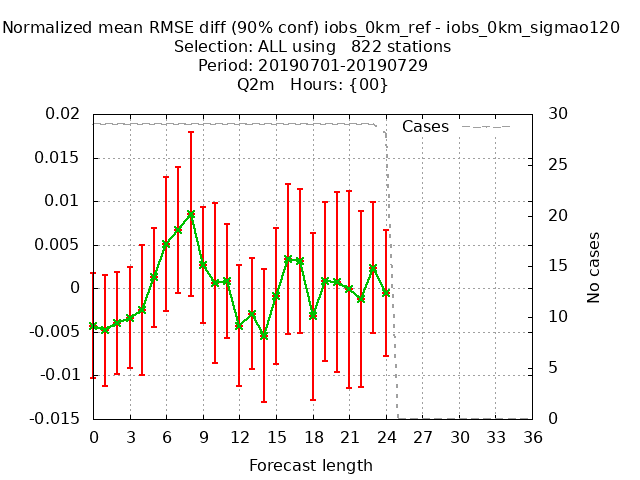 Normalized mean RMSE diff (90% conf) iobs_0km_ref - iobs_0km_sigmao120
Selection: ALL using   822 stations
Period: 20190701-20190729
Q2m   Hours: {00}
Cases
0.02
0.015
0.01
0.005
0
-0.005
-0.01
-0.015
30
25
20
15
10
5
0
No cases
0 3 6 9 12 15 18 21 24 27 30 33 36
Forecast length